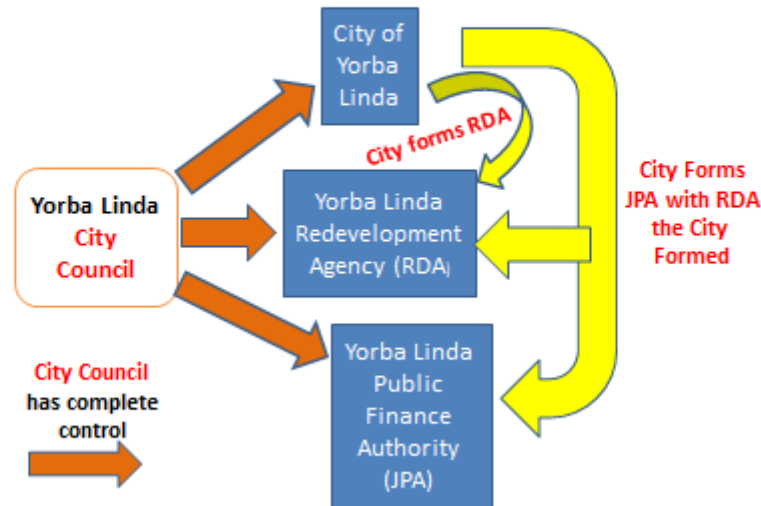 City of
Yorba
Linda
City forms RDA
Yorba Linda
City
Council
Yorba Linda
Redevelopment
Agency (RDA)
City Forms
JPA with RDA
the City
Formed
Yorba Linda
Public
Finance
Authority
(JPA)
City Council
has complete
control